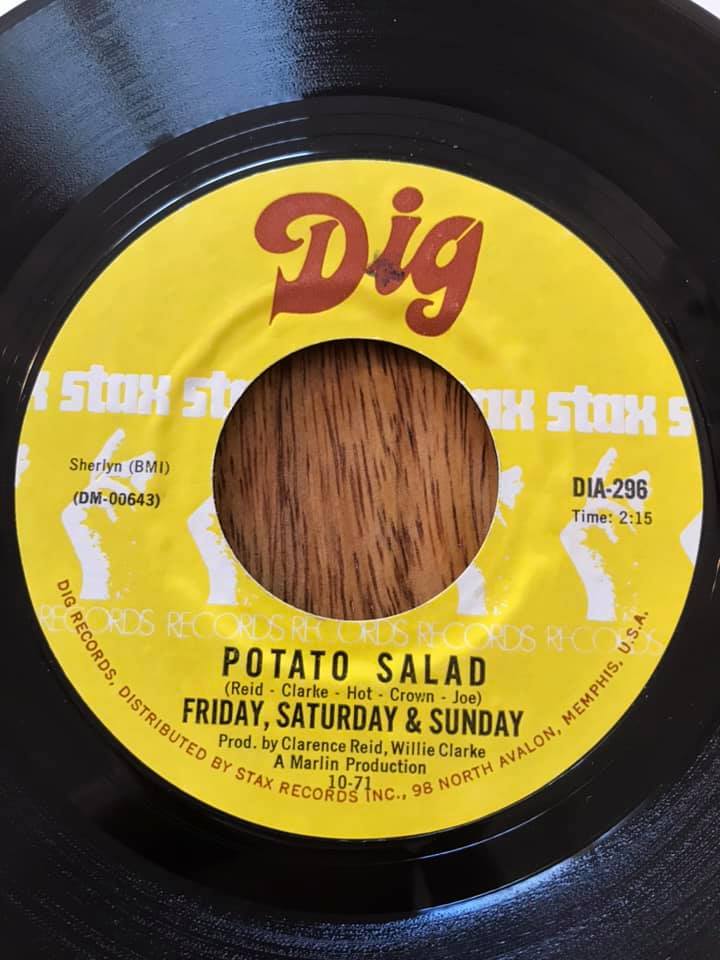 Dig
stax stax stax s
Sherlyn (BMI)
(DM-00643)
DIA-296
Time: 2:15
RECORDS RECORDS RECORDS RECORDS RECORDS
POTATO SALAD
(Reid - Clarke - Hot - Crown - Joe)
FRIDAY, SATURDAY & SUNDAY
Prod. by Clarence Reid, Willie Clarke
A Marlin Production
10-71
DIG RECORDS, DISTRIBUTED BY STAX RECORDS INC., 98 NORTH AVALON, MEMPHIS, U.S.A.